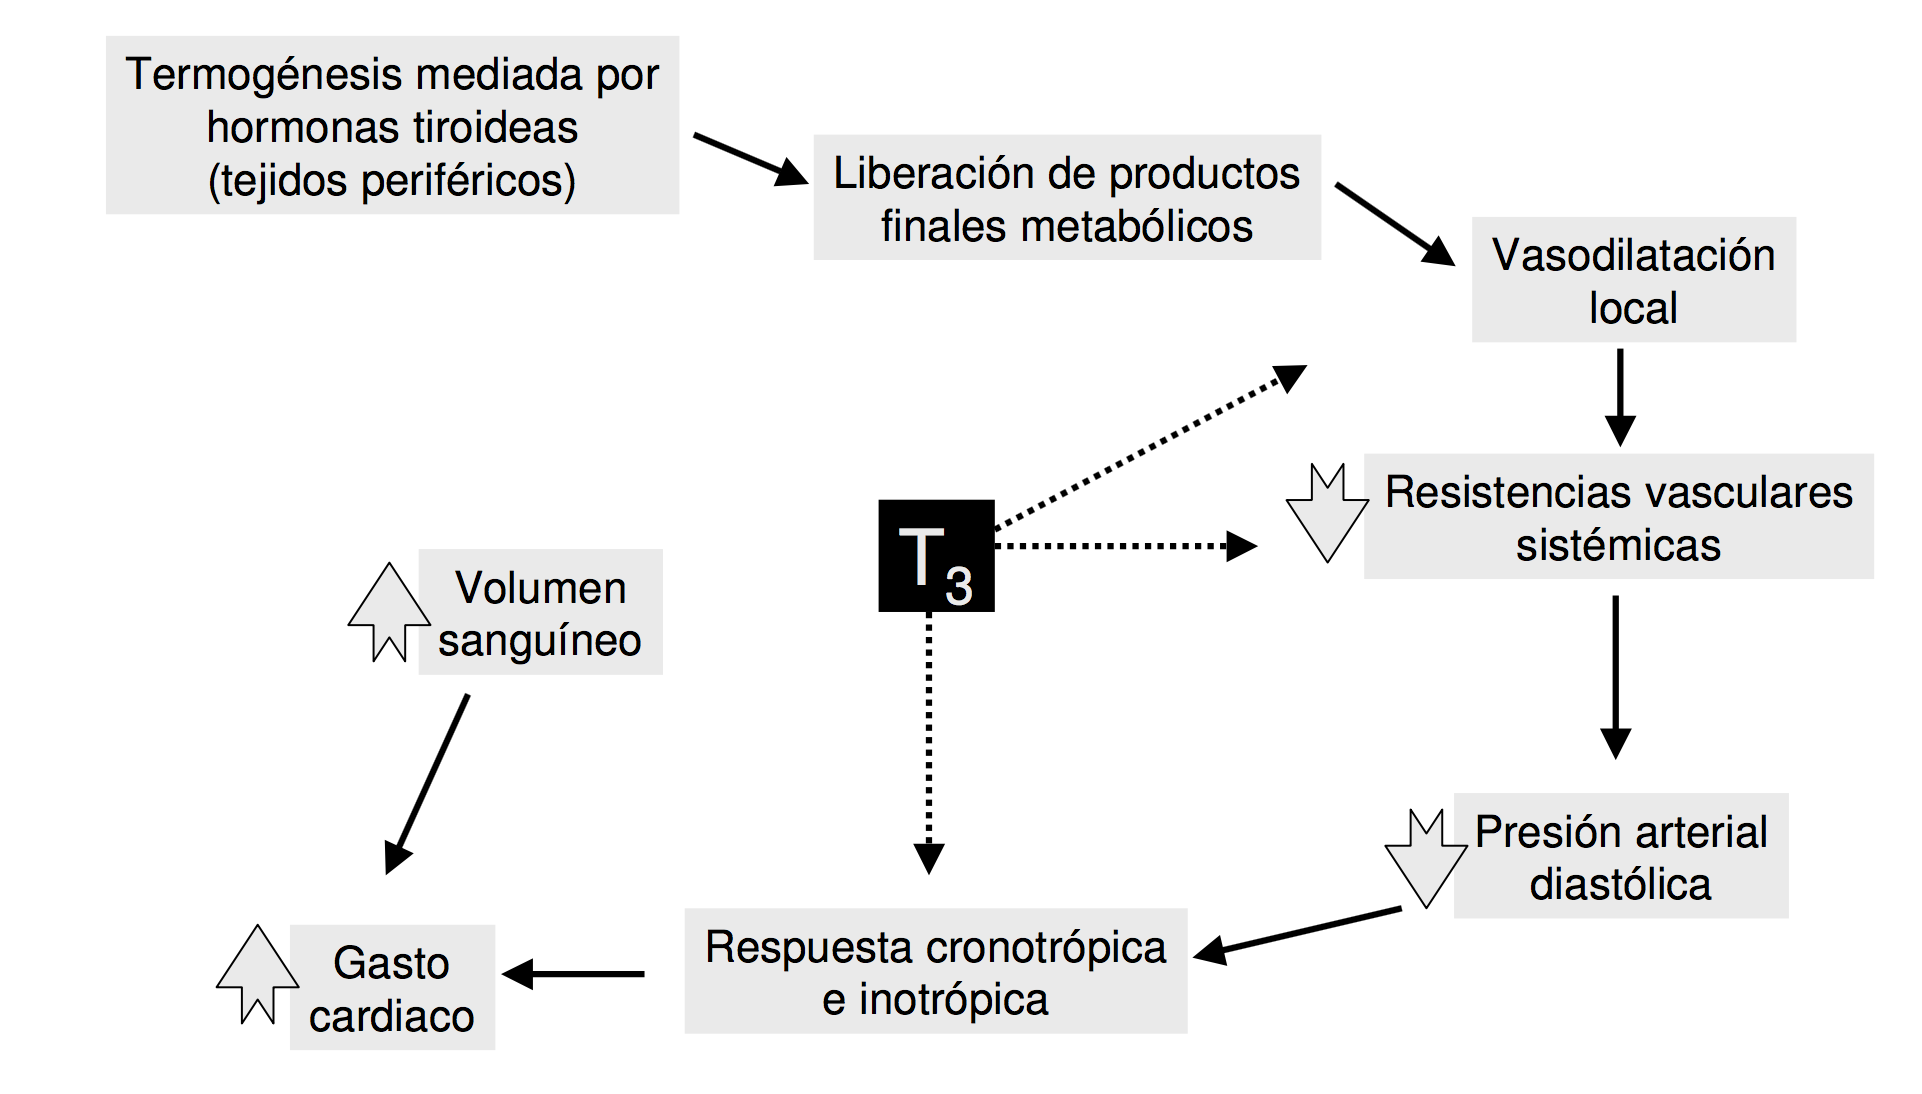 Termogénesis mediada por
hormonas tiroideas
(tejidos periféricos)
Liberación de productos
finales metabólicos
Vasodilatación
local
Resistencias vasculares
sistémicas
T3
Volumen
sanguíneo
Presión arterial
diastólica
Respuesta cronotrópica
e inotrópica
Gasto
cardiaco